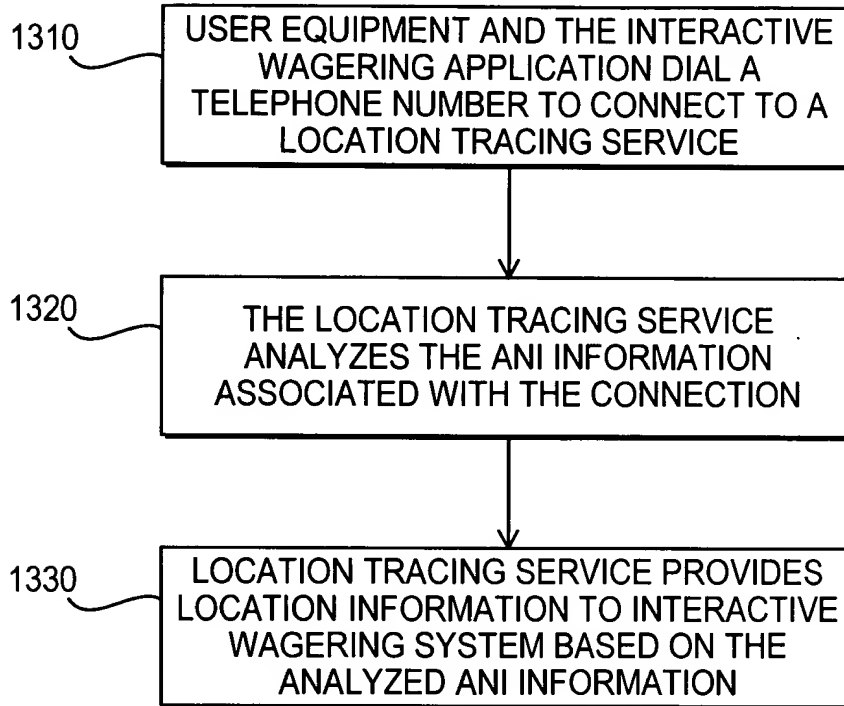 1310
USER EQUIPMENT AND THE INTERACTIVE
WAGERING APPLICATION DIAL A
TELEPHONE NUMBER TO CONNECT TO A
LOCATION TRACING SERVICE
1320
THE LOCATION TRACING SERVICE
ANALYZES THE ANI INFORMATION
ASSOCIATED WITH THE CONNECTION
1330
LOCATION TRACING SERVICE PROVIDES
LOCATION INFORMATION TO INTERACTIVE
WAGERING SYSTEM BASED ON THE
ANALYZED ANI INFORMATION